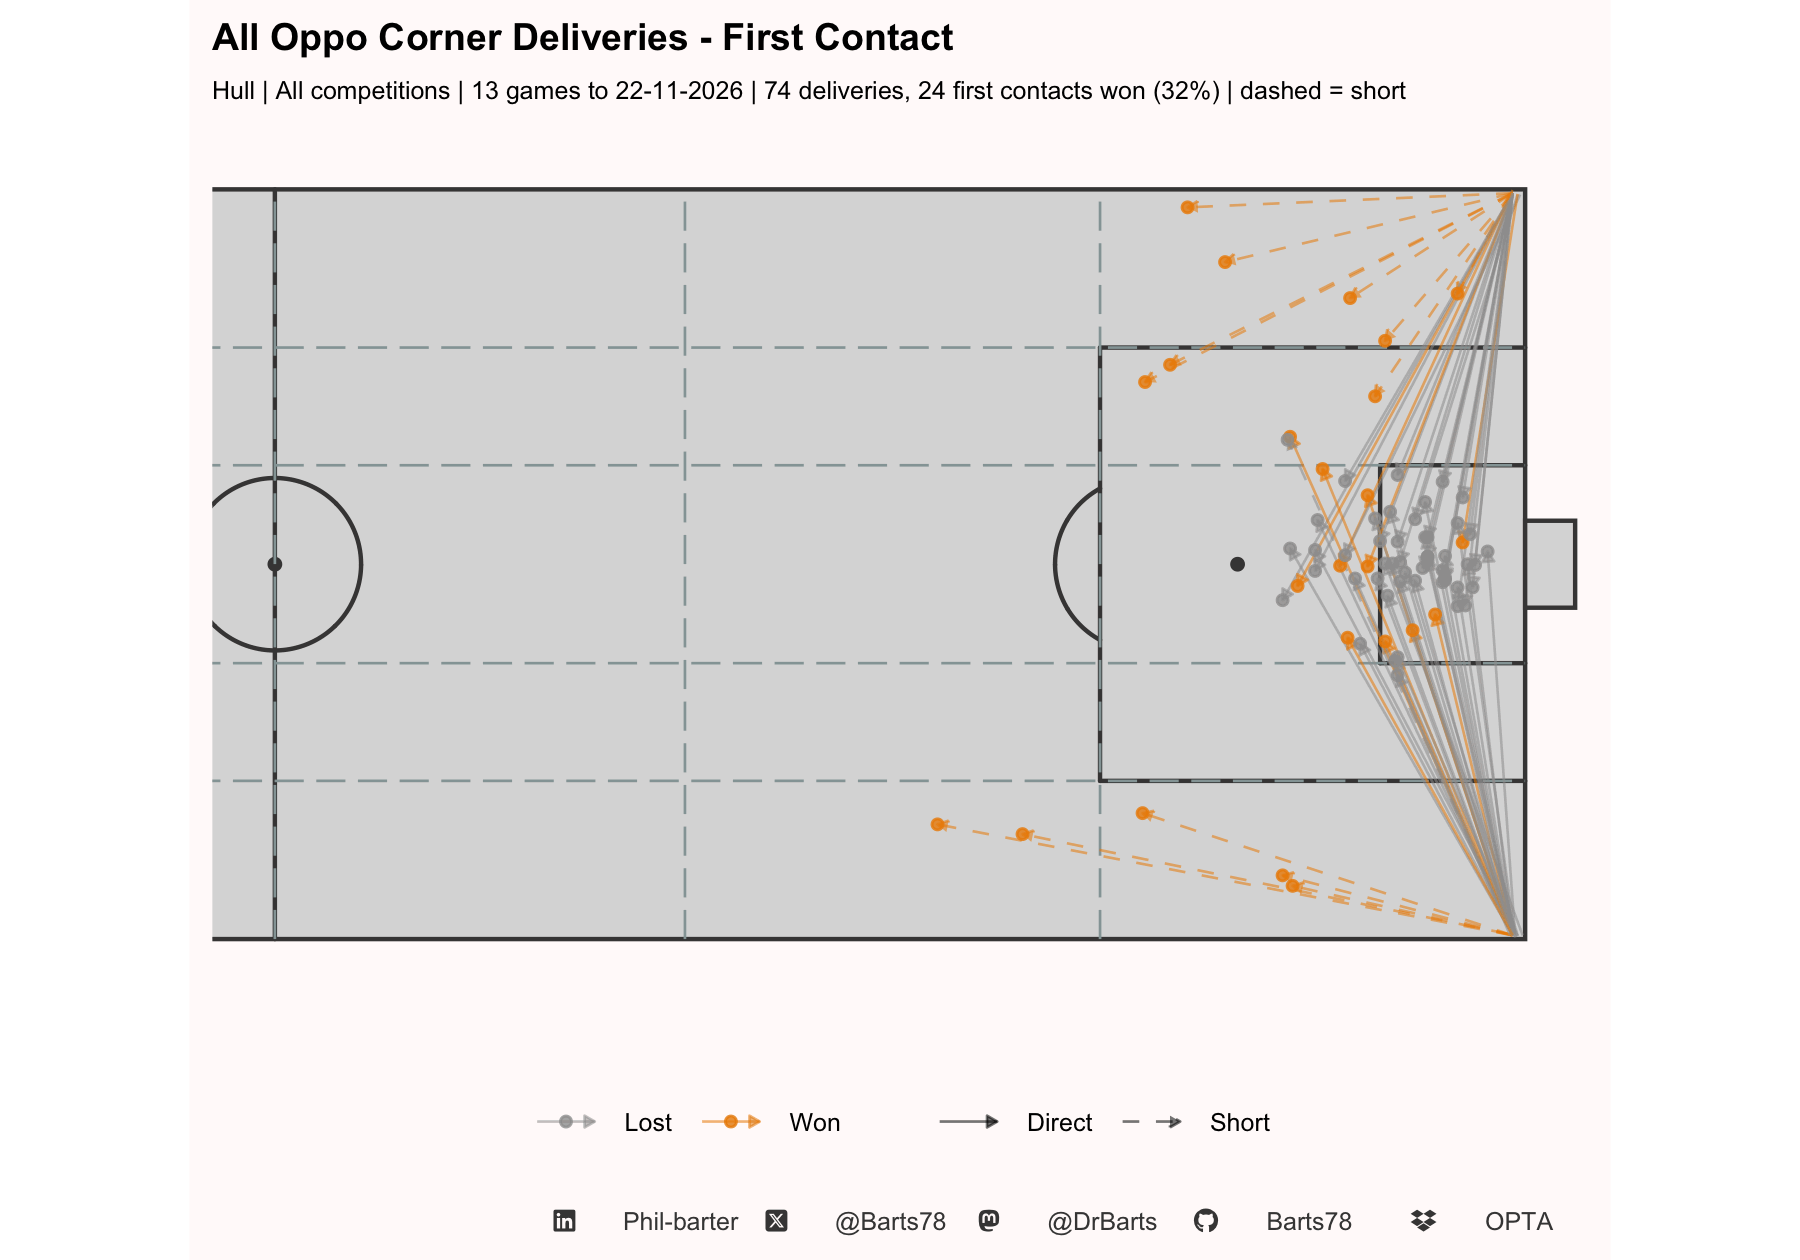 All Oppo Corner Deliveries - First Contact
Hull | All competitions | 13 games to 22-11-2026 | 74 deliveries, 24 first contacts won (32%) | dashed = short
Lost Won Direct Short
Phil-barter @Barts78 @DrBarts Barts78 OPTA